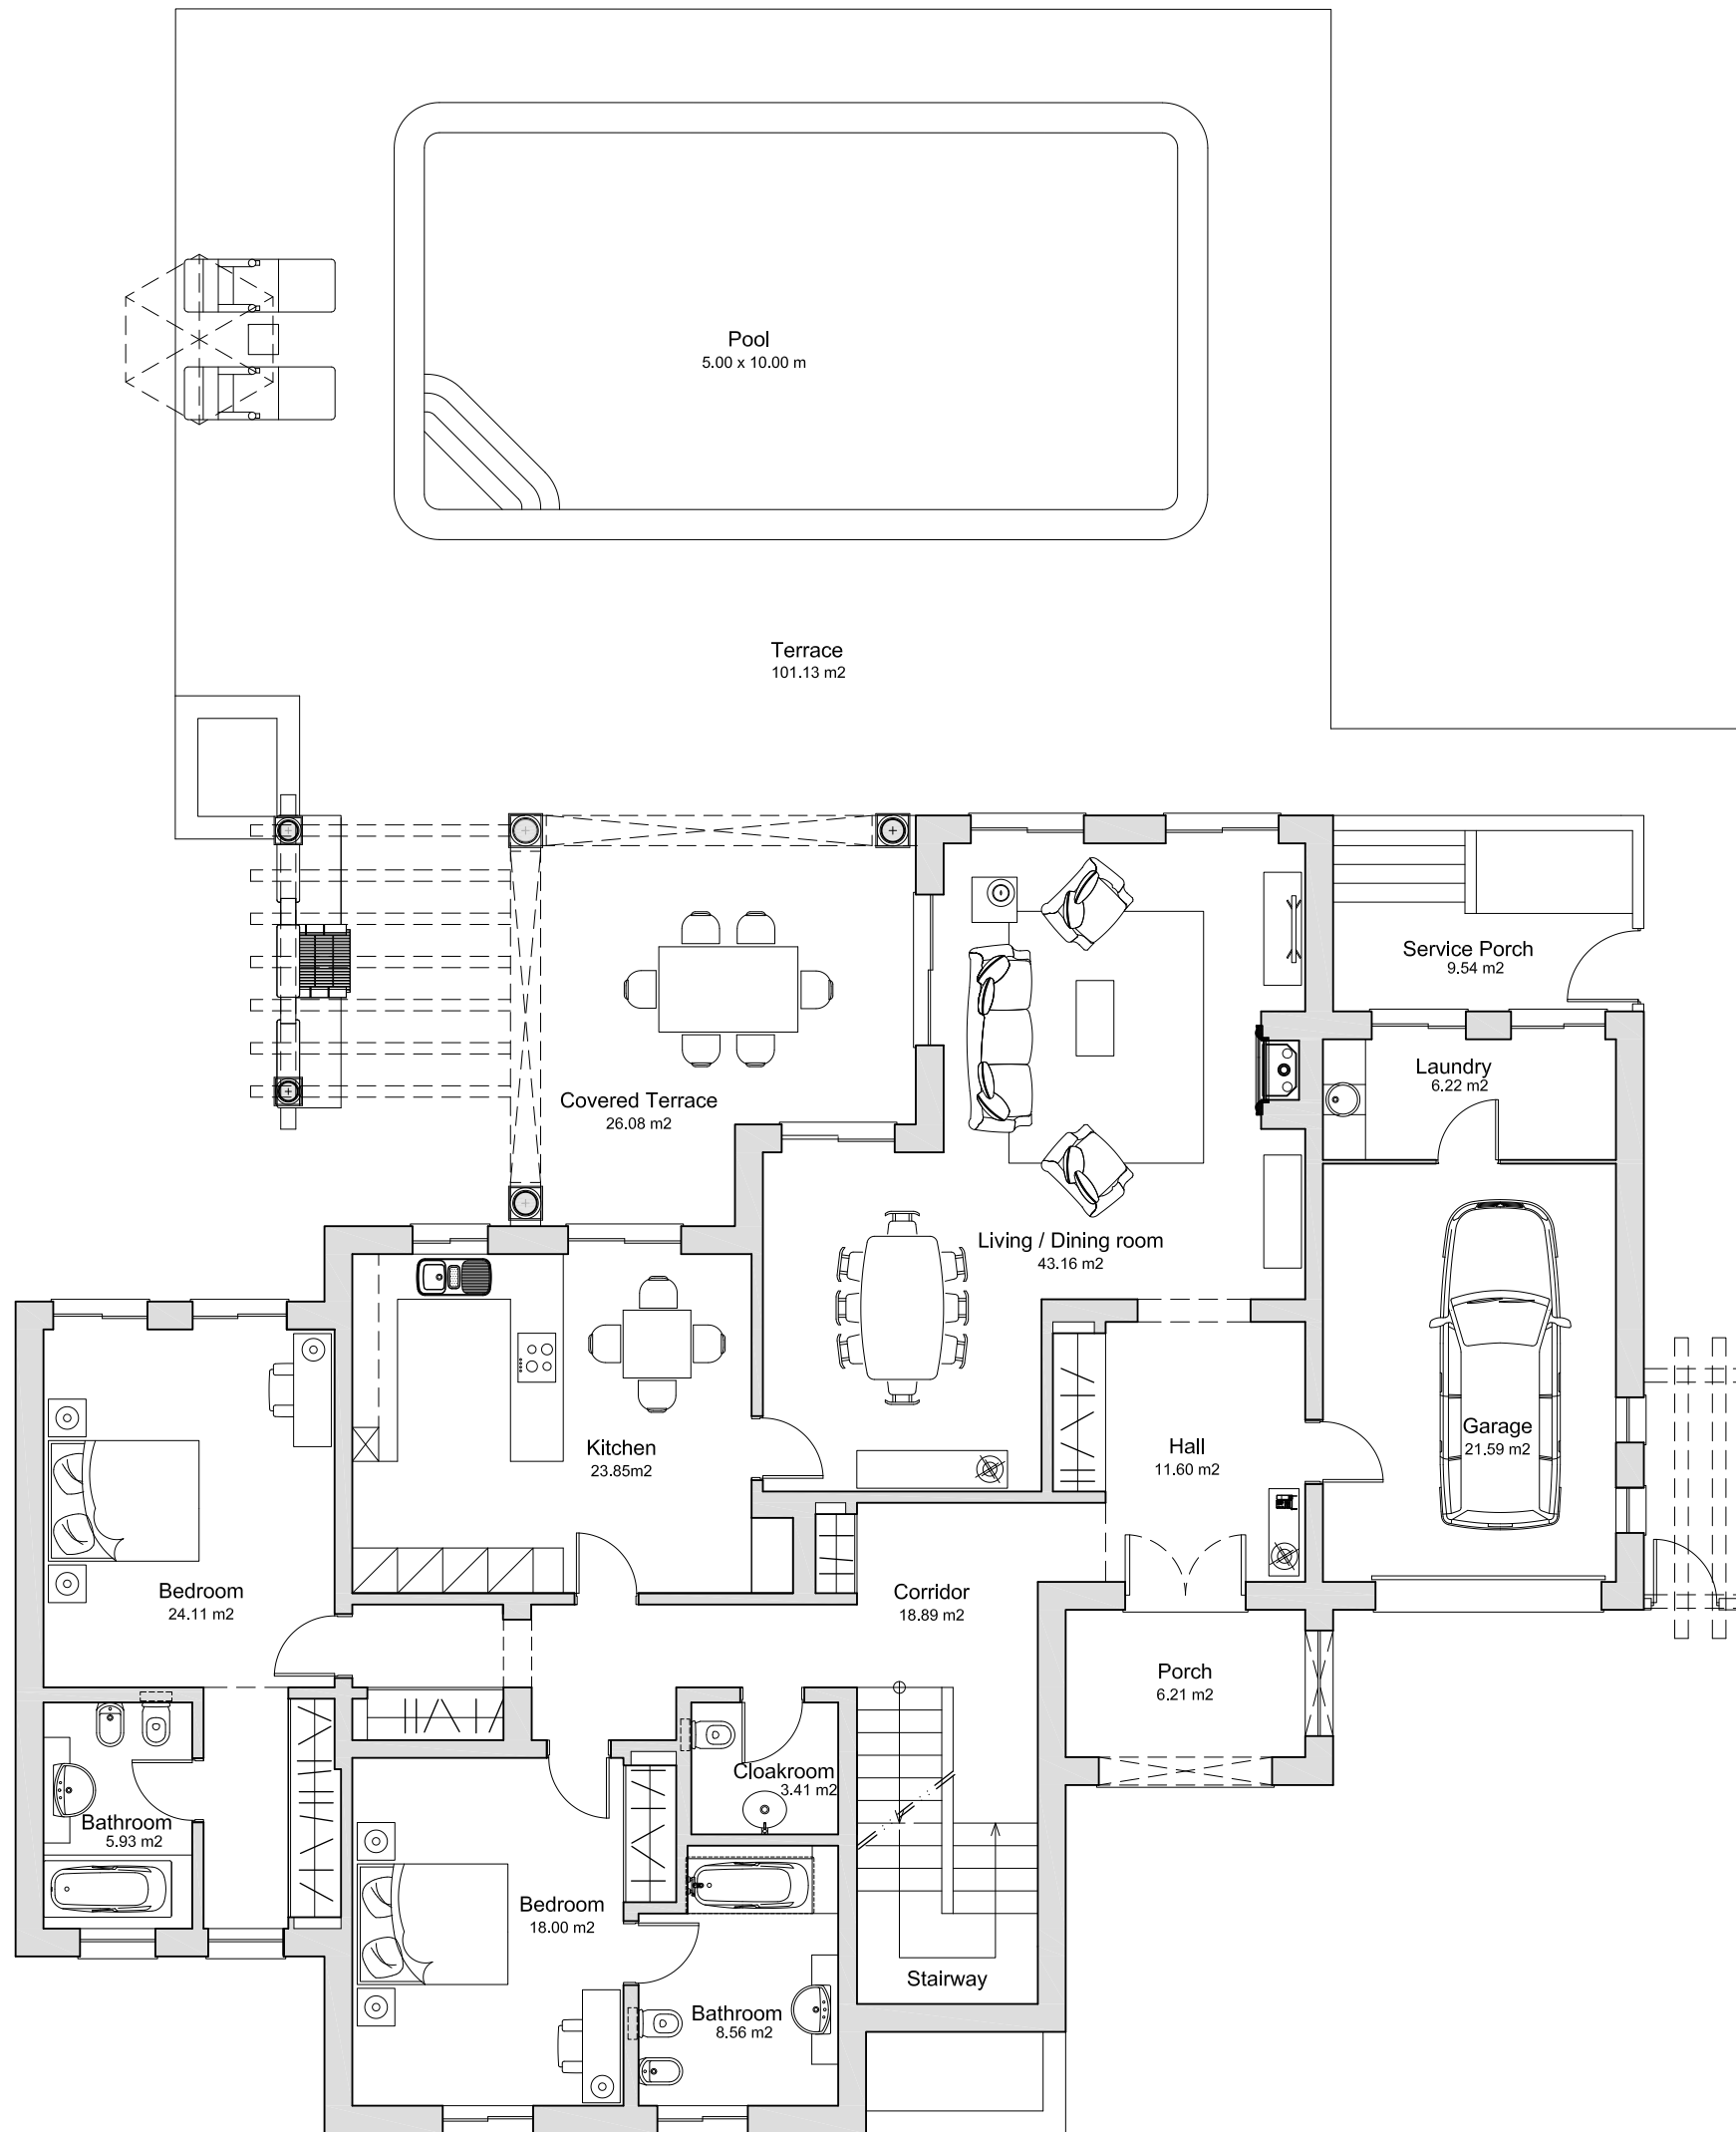 Pool
5.00 x 10.00 m
Terrace
101.13 m2
Service Porch
9.54 m2
Laundry
6.22 m2
Covered Terrace
26.08 m2
Living / Dining room
43.16 m2
Kitchen
23.85m2
Hall
11.60 m2
Garage
21.59 m2
Bedroom
24.11 m2
Corridor
18.89 m2
Porch
6.21 m2
Cloakroom
3.41 m2
Bathroom
5.93 m2
Bedroom
18.00 m2
Stairway
Bathroom
8.56 m2